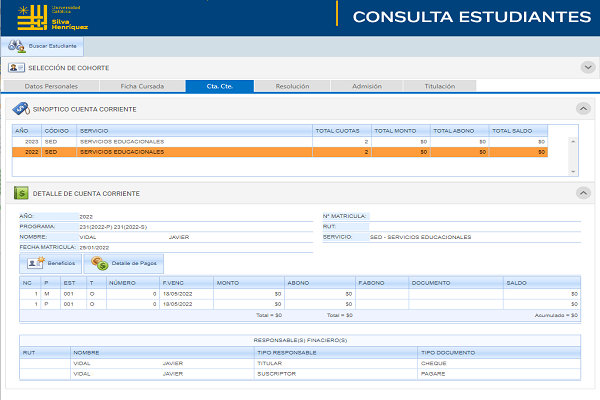 Universidad
Católica
Silva
Henríquez
CONSULTA ESTUDIANTES
Buscar Estudiante
SELECCIÓN DE COHORTE
Datos Personales Ficha Cursada Cta. Cte. Resolución Admisión Titulación
SINOPTICO CUENTA CORRIENTE
AÑO CÓDIGO SERVICIO TOTAL CUOTAS TOTAL MONTO TOTAL ABONO TOTAL SALDO
2023 SED SERVICIOS EDUCACIONALES 2 $0 $0 $0
2022 SED SERVICIOS EDUCACIONALES 2 $0 $0 $0
DETALLE DE CUENTA CORRIENTE
AÑO: 2022 Nº MATRICULA:
PROGRAMA: 231(2022-P) 231(2022-S) RUT:
NOMBRE: VIDAL JAVIER SERVICIO: SED - SERVICIOS EDUCACIONALES
FECHA MATRICULA: 25/01/2022
Beneficios Detalle de Pagos
NC P EST T NÚMERO F.VENC MONTO ABONO F.ABONO DOCUMENTO SALDO
1 M 001 O 0 18/05/2022 $0 $0 $0
1 P 001 O 0 19/05/2022 $0 $0 $0
Total = $0 Total = $0 Acumulado = $0
RESPONSABLE(S) FINACIERO(S)
RUT NOMBRE TIPO RESPONSABLE TIPO DOCUMENTO
VIDAL JAVIER TITULAR CHEQUE
VIDAL JAVIER SUSCRIPTOR PAGARE